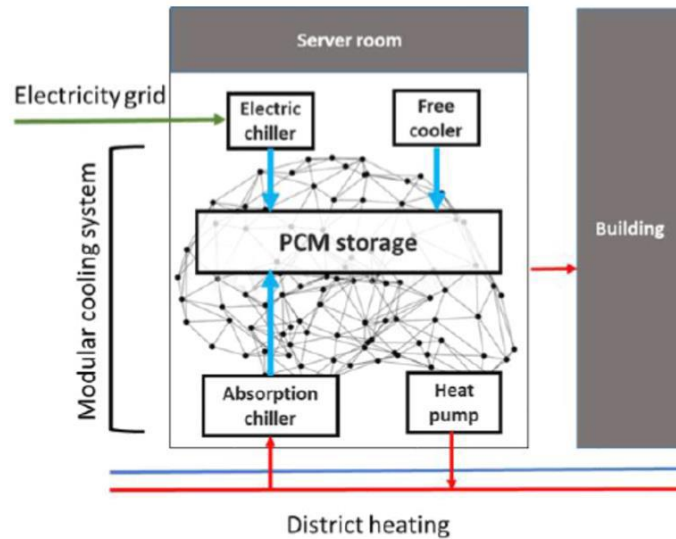 Server room
Electricity grid
Electric
chiller
Free
cooler
Modular cooling system
PCM storage
Building
Absorption
chiller
Heat
pump
District heating